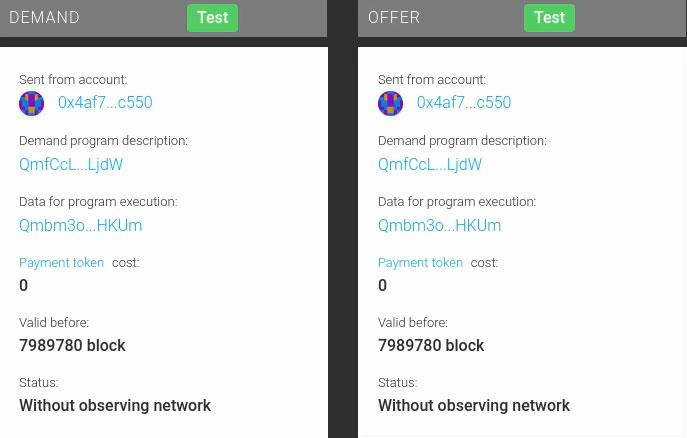 DEMAND Test
Sent from account:
0x4af7...c550
Demand program description:
QmfCcL...LjdW
Data for program execution:
Qmbm3o...HKUm
Payment token cost:
0
Valid before:
7989780 block
Status:
Without observing network
OFFER Test
Sent from account:
0x4af7...c550
Demand program description:
QmfCcL...LjdW
Data for program execution:
Qmbm3o...HKUm
Payment token cost:
0
Valid before:
7989780 block
Status:
Without observing network